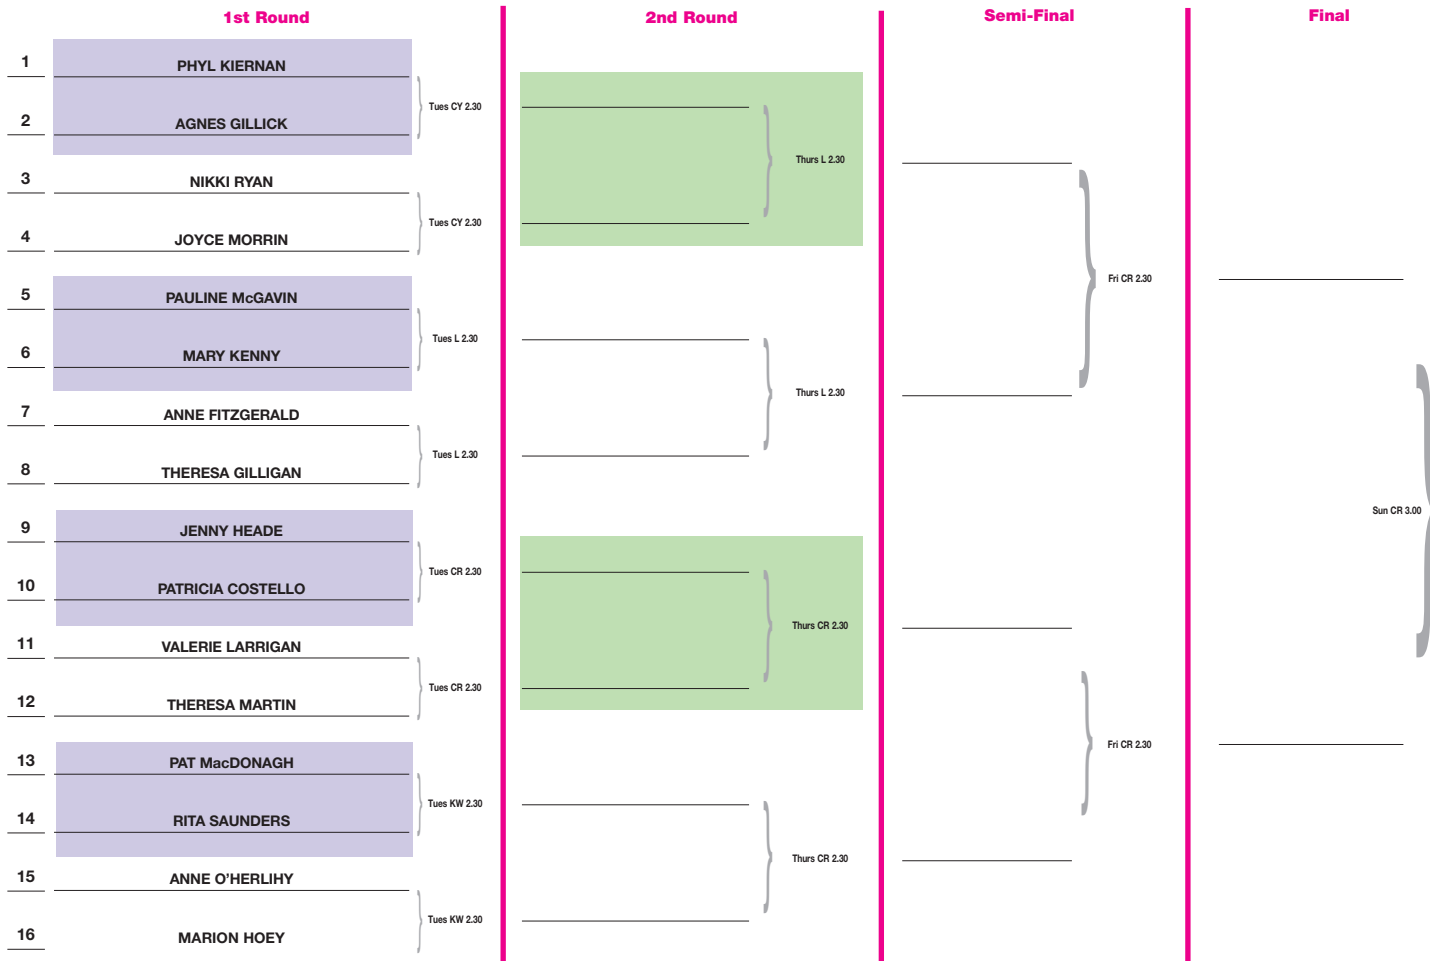 1st Round
2nd Round
Semi-Final
Final
1 PHYL KIERNAN
Tues CY 2.30
2 AGNES GILLICK
3 NIKKI RYAN
Tues CY 2.30
4 JOYCE MORRIN
5 PAULINE McGAVIN
Tues L 2.30
6 MARY KENNY
7 ANNE FITZGERALD
Tues L 2.30
8 THERESA GILLIGAN
9 JENNY HEADE
Tues CR 2.30
10 PATRICIA COSTELLO
11 VALERIE LARRIGAN
Tues CR 2.30
12 THERESA MARTIN
13 PAT MacDONAGH
Tues KW 2.30
14 RITA SAUNDERS
15 ANNE O'HERLIHY
Tues KW 2.30
16 MARION HOEY
Thurs L 2.30
Thurs L 2.30
Thurs CR 2.30
Thurs CR 2.30
Fri CR 2.30
Fri CR 2.30
Sun CR 3.00